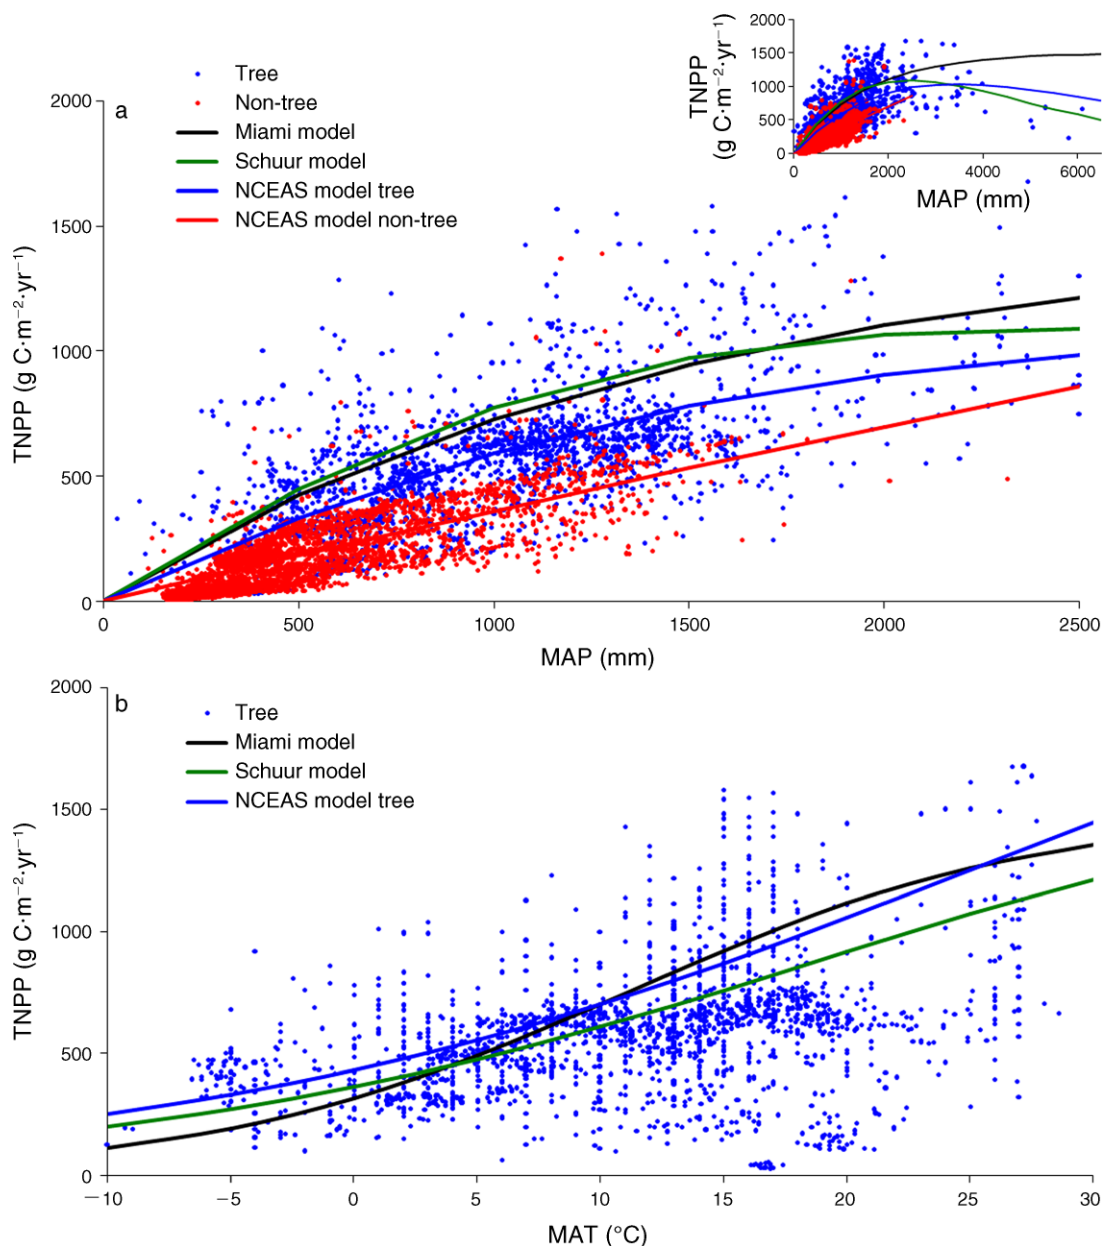 2000
1500
1000
500
0
TNPP
(g C·m⁻²·yr⁻¹)
0 2000 4000 6000
MAP (mm)
a
Tree
Non-tree
Miami model
Schuur model
NCEAS model tree
NCEAS model non-tree
2000
1500
1000
500
0
TNPP (g C·m⁻²·yr⁻¹)
0 500 1000 1500 2000 2500
MAP (mm)
b
Tree
Miami model
Schuur model
NCEAS model tree
2000
1500
1000
500
0
TNPP (g C·m⁻²·yr⁻¹)
−10 −5 0 5 10 15 20 25 30
MAT (°C)